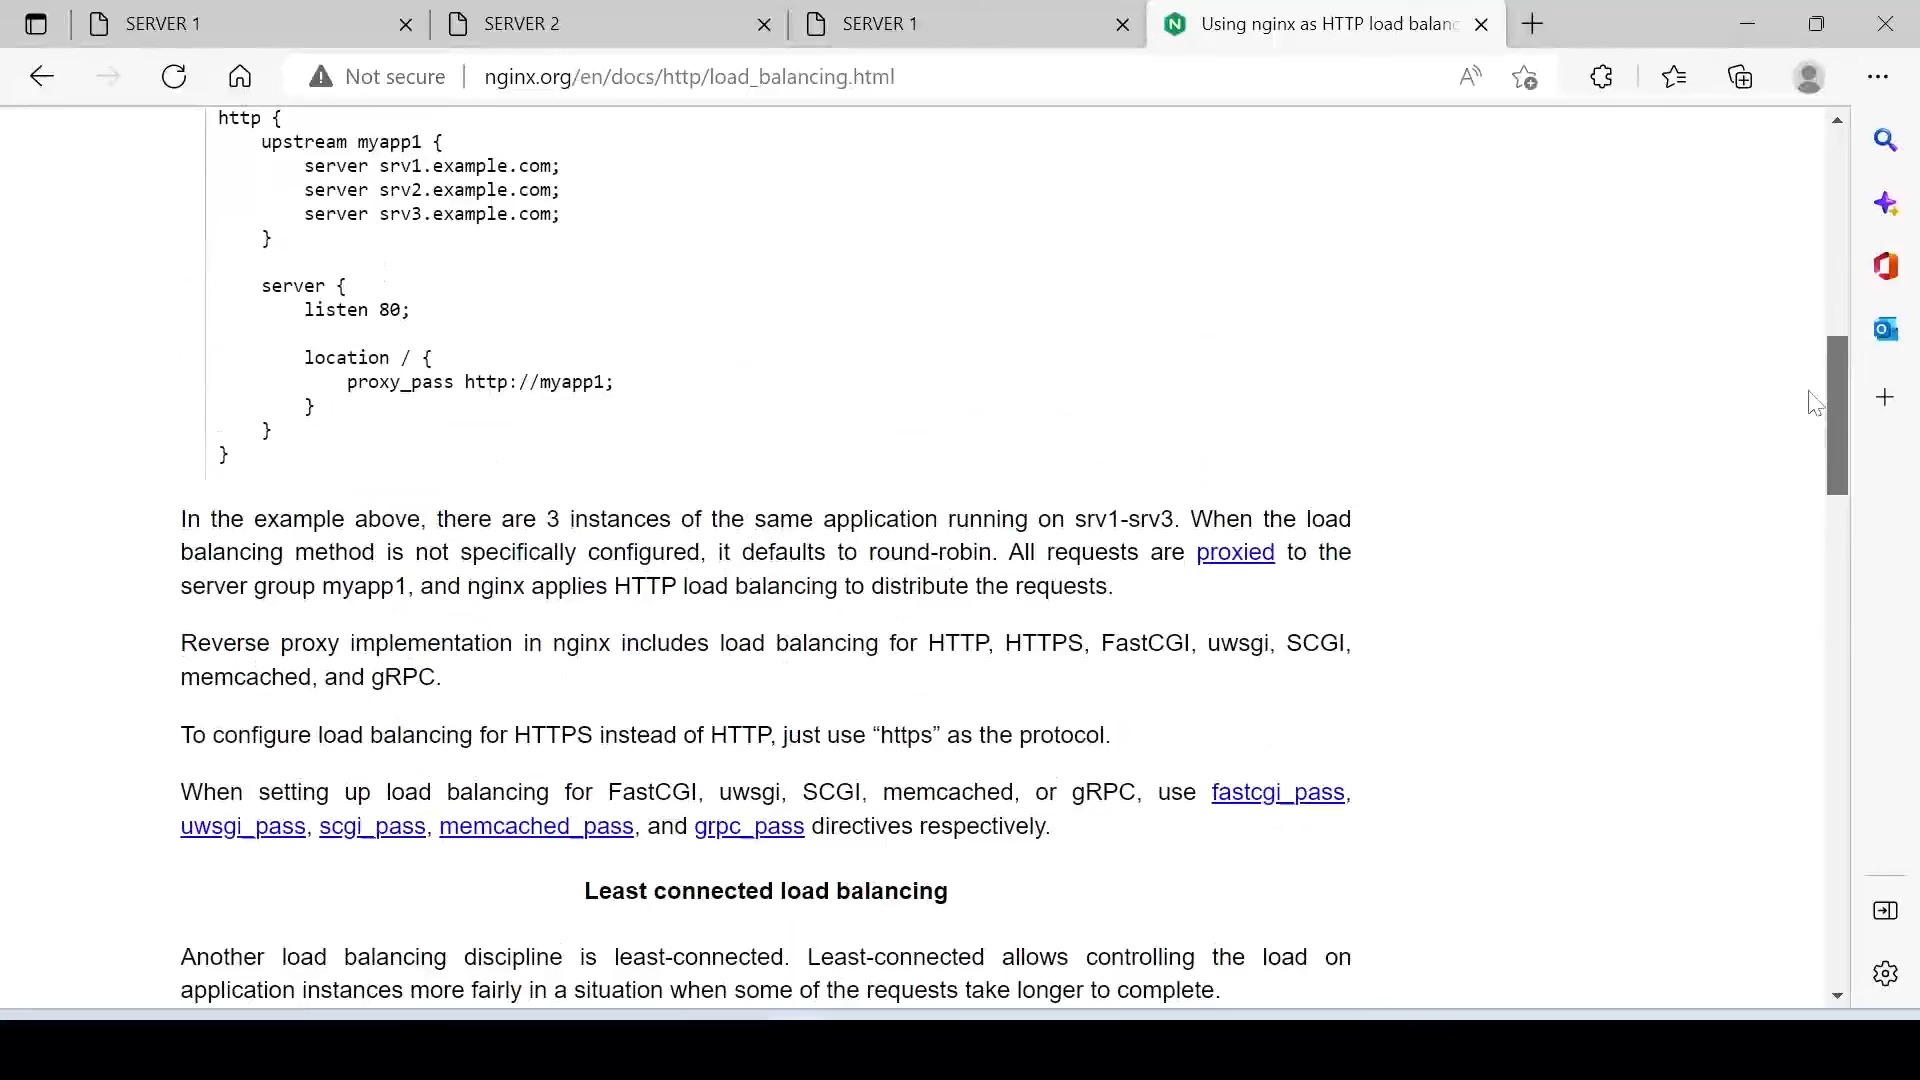 SERVER 1
SERVER 2
SERVER 1
Using nginx as HTTP load balanc
Not secure
nginx.org/en/docs/http/load_balancing.html
http {
upstream myapp1 {
server srv1.example.com;
server srv2.example.com;
server srv3.example.com;
}
server {
listen 80;
location / {
proxy_pass http://myapp1;
}
}
}
In the example above, there are 3 instances of the same application running on srv1-srv3. When the load
balancing method is not specifically configured, it defaults to round-robin. All requests are proxied to the
server group myapp1, and nginx applies HTTP load balancing to distribute the requests.
Reverse proxy implementation in nginx includes load balancing for HTTP, HTTPS, FastCGI, uwsgi, SCGI,
memcached, and gRPC.
To configure load balancing for HTTPS instead of HTTP, just use “https” as the protocol.
When setting up load balancing for FastCGI, uwsgi, SCGI, memcached, or gRPC, use fastcgi_pass,
uwsgi_pass, scgi_pass, memcached_pass, and grpc_pass directives respectively.
Least connected load balancing
Another load balancing discipline is least-connected. Least-connected allows controlling the load on
application instances more fairly in a situation when some of the requests take longer to complete.